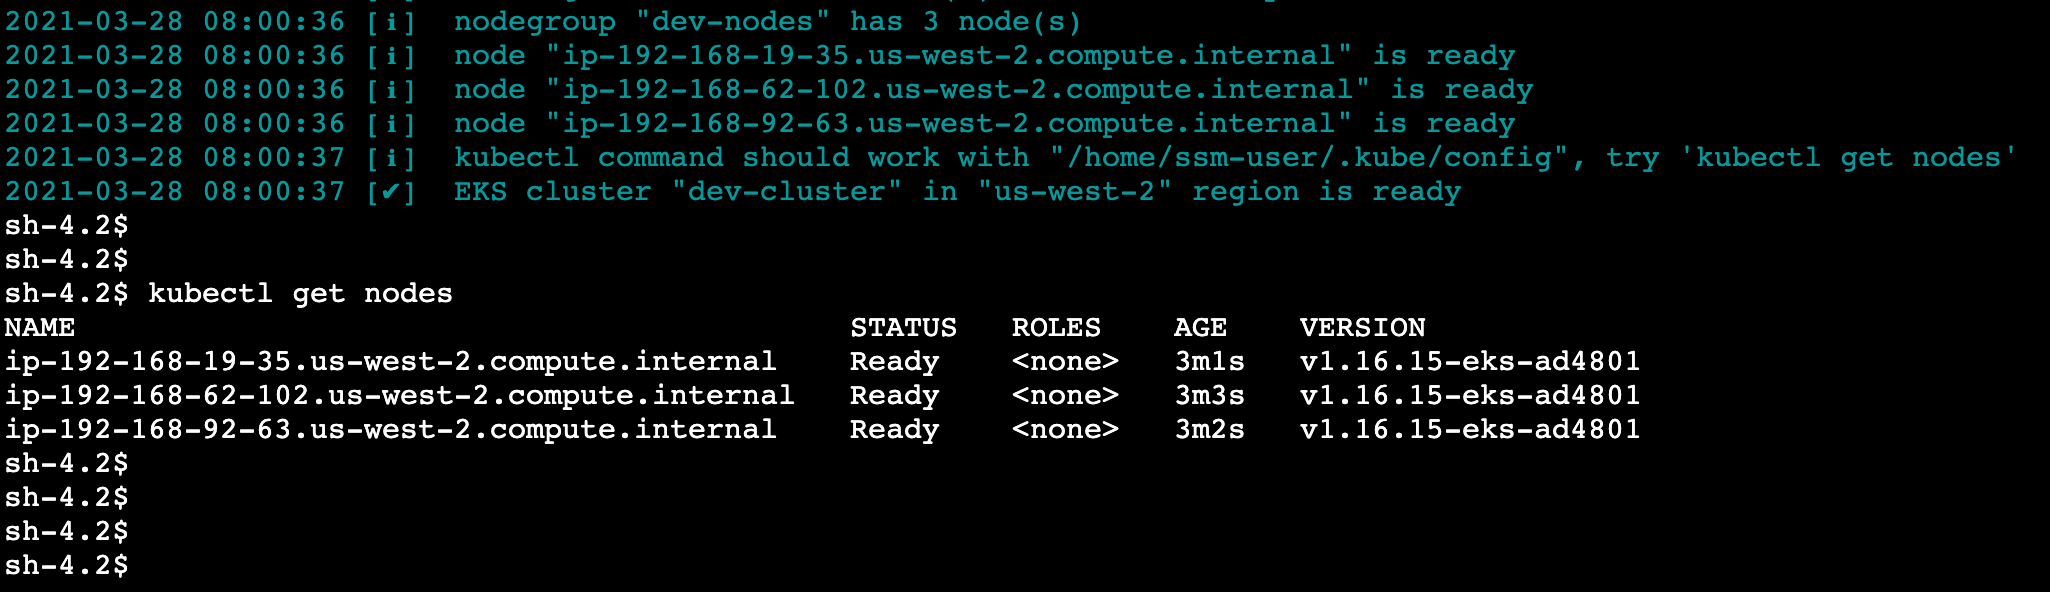 2021-03-28 08:00:36 [ℹ]  nodegroup "dev-nodes" has 3 node(s)
2021-03-28 08:00:36 [ℹ]  node "ip-192-168-19-35.us-west-2.compute.internal" is ready
2021-03-28 08:00:36 [ℹ]  node "ip-192-168-62-102.us-west-2.compute.internal" is ready
2021-03-28 08:00:36 [ℹ]  node "ip-192-168-92-63.us-west-2.compute.internal" is ready
2021-03-28 08:00:37 [ℹ]  kubectl command should work with "/home/ssm-user/.kube/config", try 'kubectl get nodes'
2021-03-28 08:00:37 [✔]  EKS cluster "dev-cluster" in "us-west-2" region is ready
sh-4.2$
sh-4.2$
sh-4.2$ kubectl get nodes
NAME                                           STATUS   ROLES    AGE    VERSION
ip-192-168-19-35.us-west-2.compute.internal    Ready    <none>   3m1s   v1.16.15-eks-ad4801
ip-192-168-62-102.us-west-2.compute.internal   Ready    <none>   3m3s   v1.16.15-eks-ad4801
ip-192-168-92-63.us-west-2.compute.internal    Ready    <none>   3m2s   v1.16.15-eks-ad4801
sh-4.2$
sh-4.2$
sh-4.2$
sh-4.2$